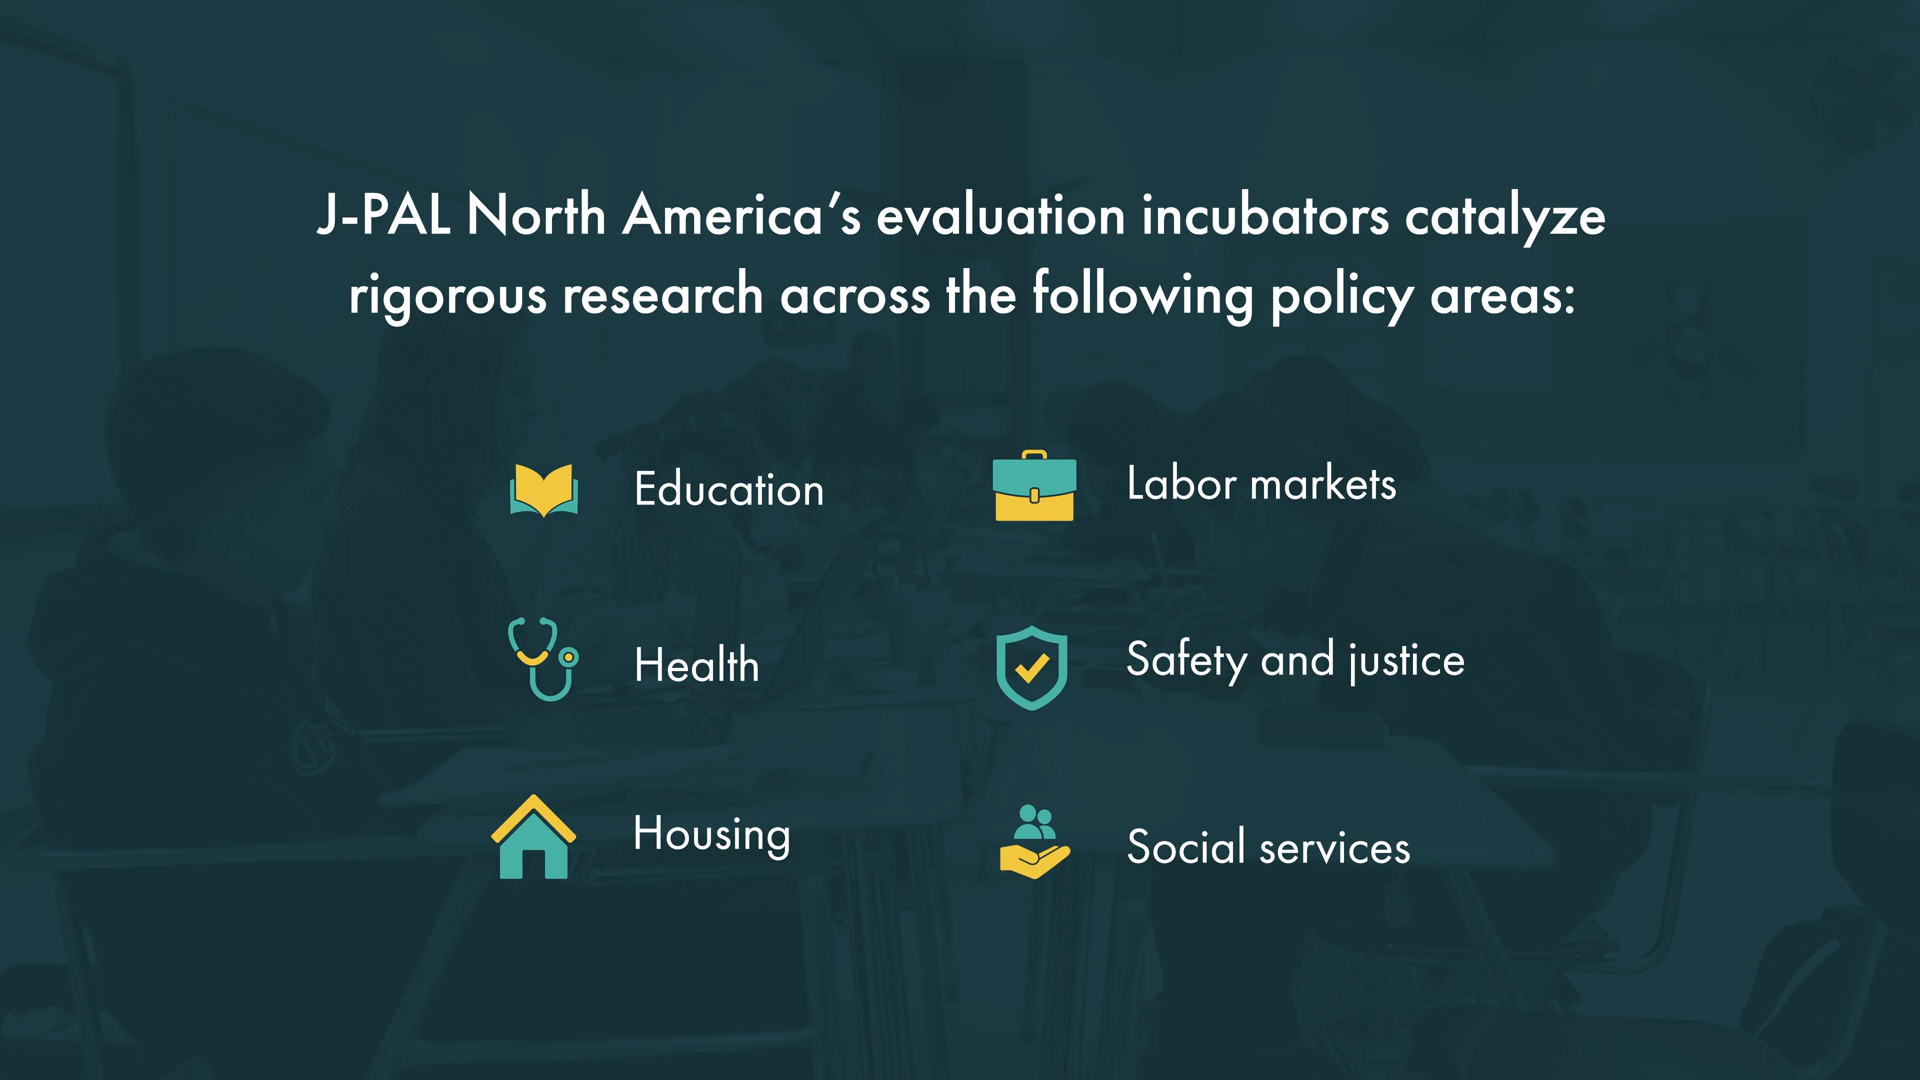 J-PAL North America’s evaluation incubators catalyze
rigorous research across the following policy areas:
Education
Labor markets
Health
Safety and justice
Housing
Social services